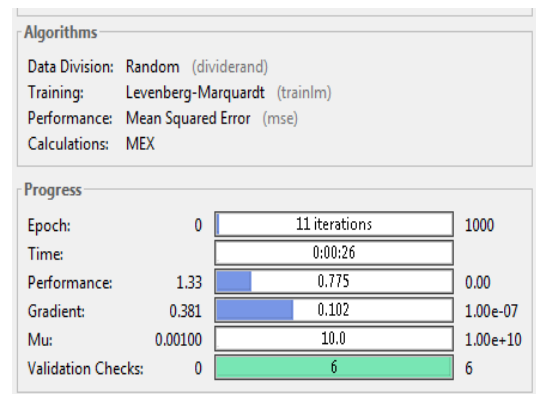 Algorithms
Data Division: Random (dividerand)
Training: Levenberg-Marquardt (trainlm)
Performance: Mean Squared Error (mse)
Calculations: MEX
Progress
Epoch: 0 11 iterations 1000
Time: 0:00:26
Performance: 1.33 0.775 0.00
Gradient: 0.381 0.102 1.00e-07
Mu: 0.00100 10.0 1.00e+10
Validation Checks: 0 6 6